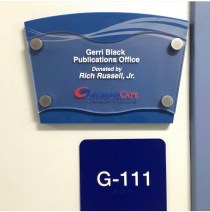 Gerri Black
Publications Office
Donated by
Rich Russell, Jr.
G-111